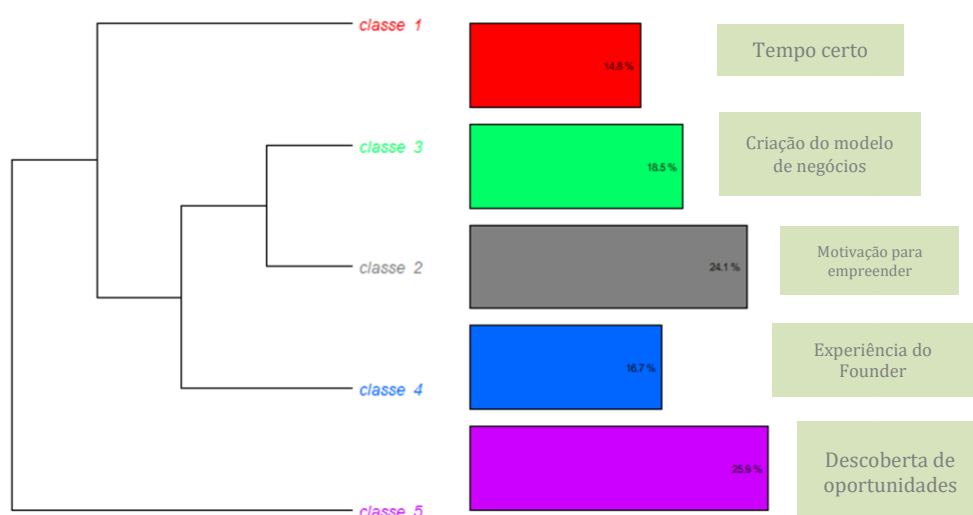 classe 1
14.8 %
Tempo certo
classe 3
18.5 %
Criação do modelo
de negócios
classe 2
24.1 %
Motivação para
empreender
classe 4
16.7 %
Experiência do
Founder
classe 5
25.9 %
Descoberta de
oportunidades